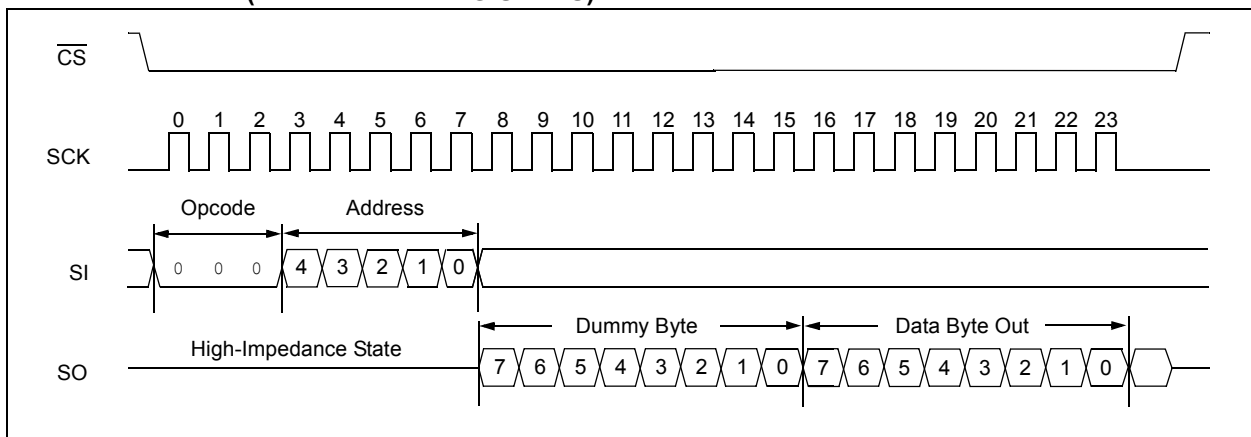 CS
0 1 2 3 4 5 6 7 8 9 10 11 12 13 14 15 16 17 18 19 20 21 22 23
SCK
Opcode Address
SI 0 0 0 4 3 2 1 0
Dummy Byte Data Byte Out
High-Impedance State
SO 7 6 5 4 3 2 1 0 7 6 5 4 3 2 1 0